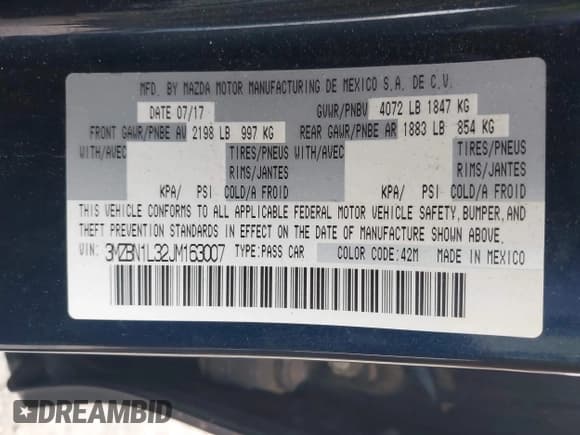 MFD. BY MAZDA MOTOR MANUFACTURING DE MEXICO S.A. DE C.V.
DATE 07/17 GVWR/PNBV 4072 LB 1847 KG
FRONT GAWR/PNBE AV 2198 LB 997 KG REAR GAWR/PNBE AR 1883 LB 854 KG
WITH/AVEC TIRES/PNEUS WITH/AVEC TIRES/PNEUS
RIMS/JANTES RIMS/JANTES
KPA/ PSI COLD/A FROID KPA/ PSI COLD/A FROID
THIS VEHICLE CONFORMS TO ALL APPLICABLE FEDERAL MOTOR VEHICLE SAFETY, BUMPER, AND
THEFT PREVENTION STANDARDS IN EFFECT ON THE DATE OF MANUFACTURE SHOWN ABOVE.
VIN: 3MZBN1L32JM163007 TYPE:PASS CAR COLOR CODE:42M MADE IN MEXICO
DREAMBID